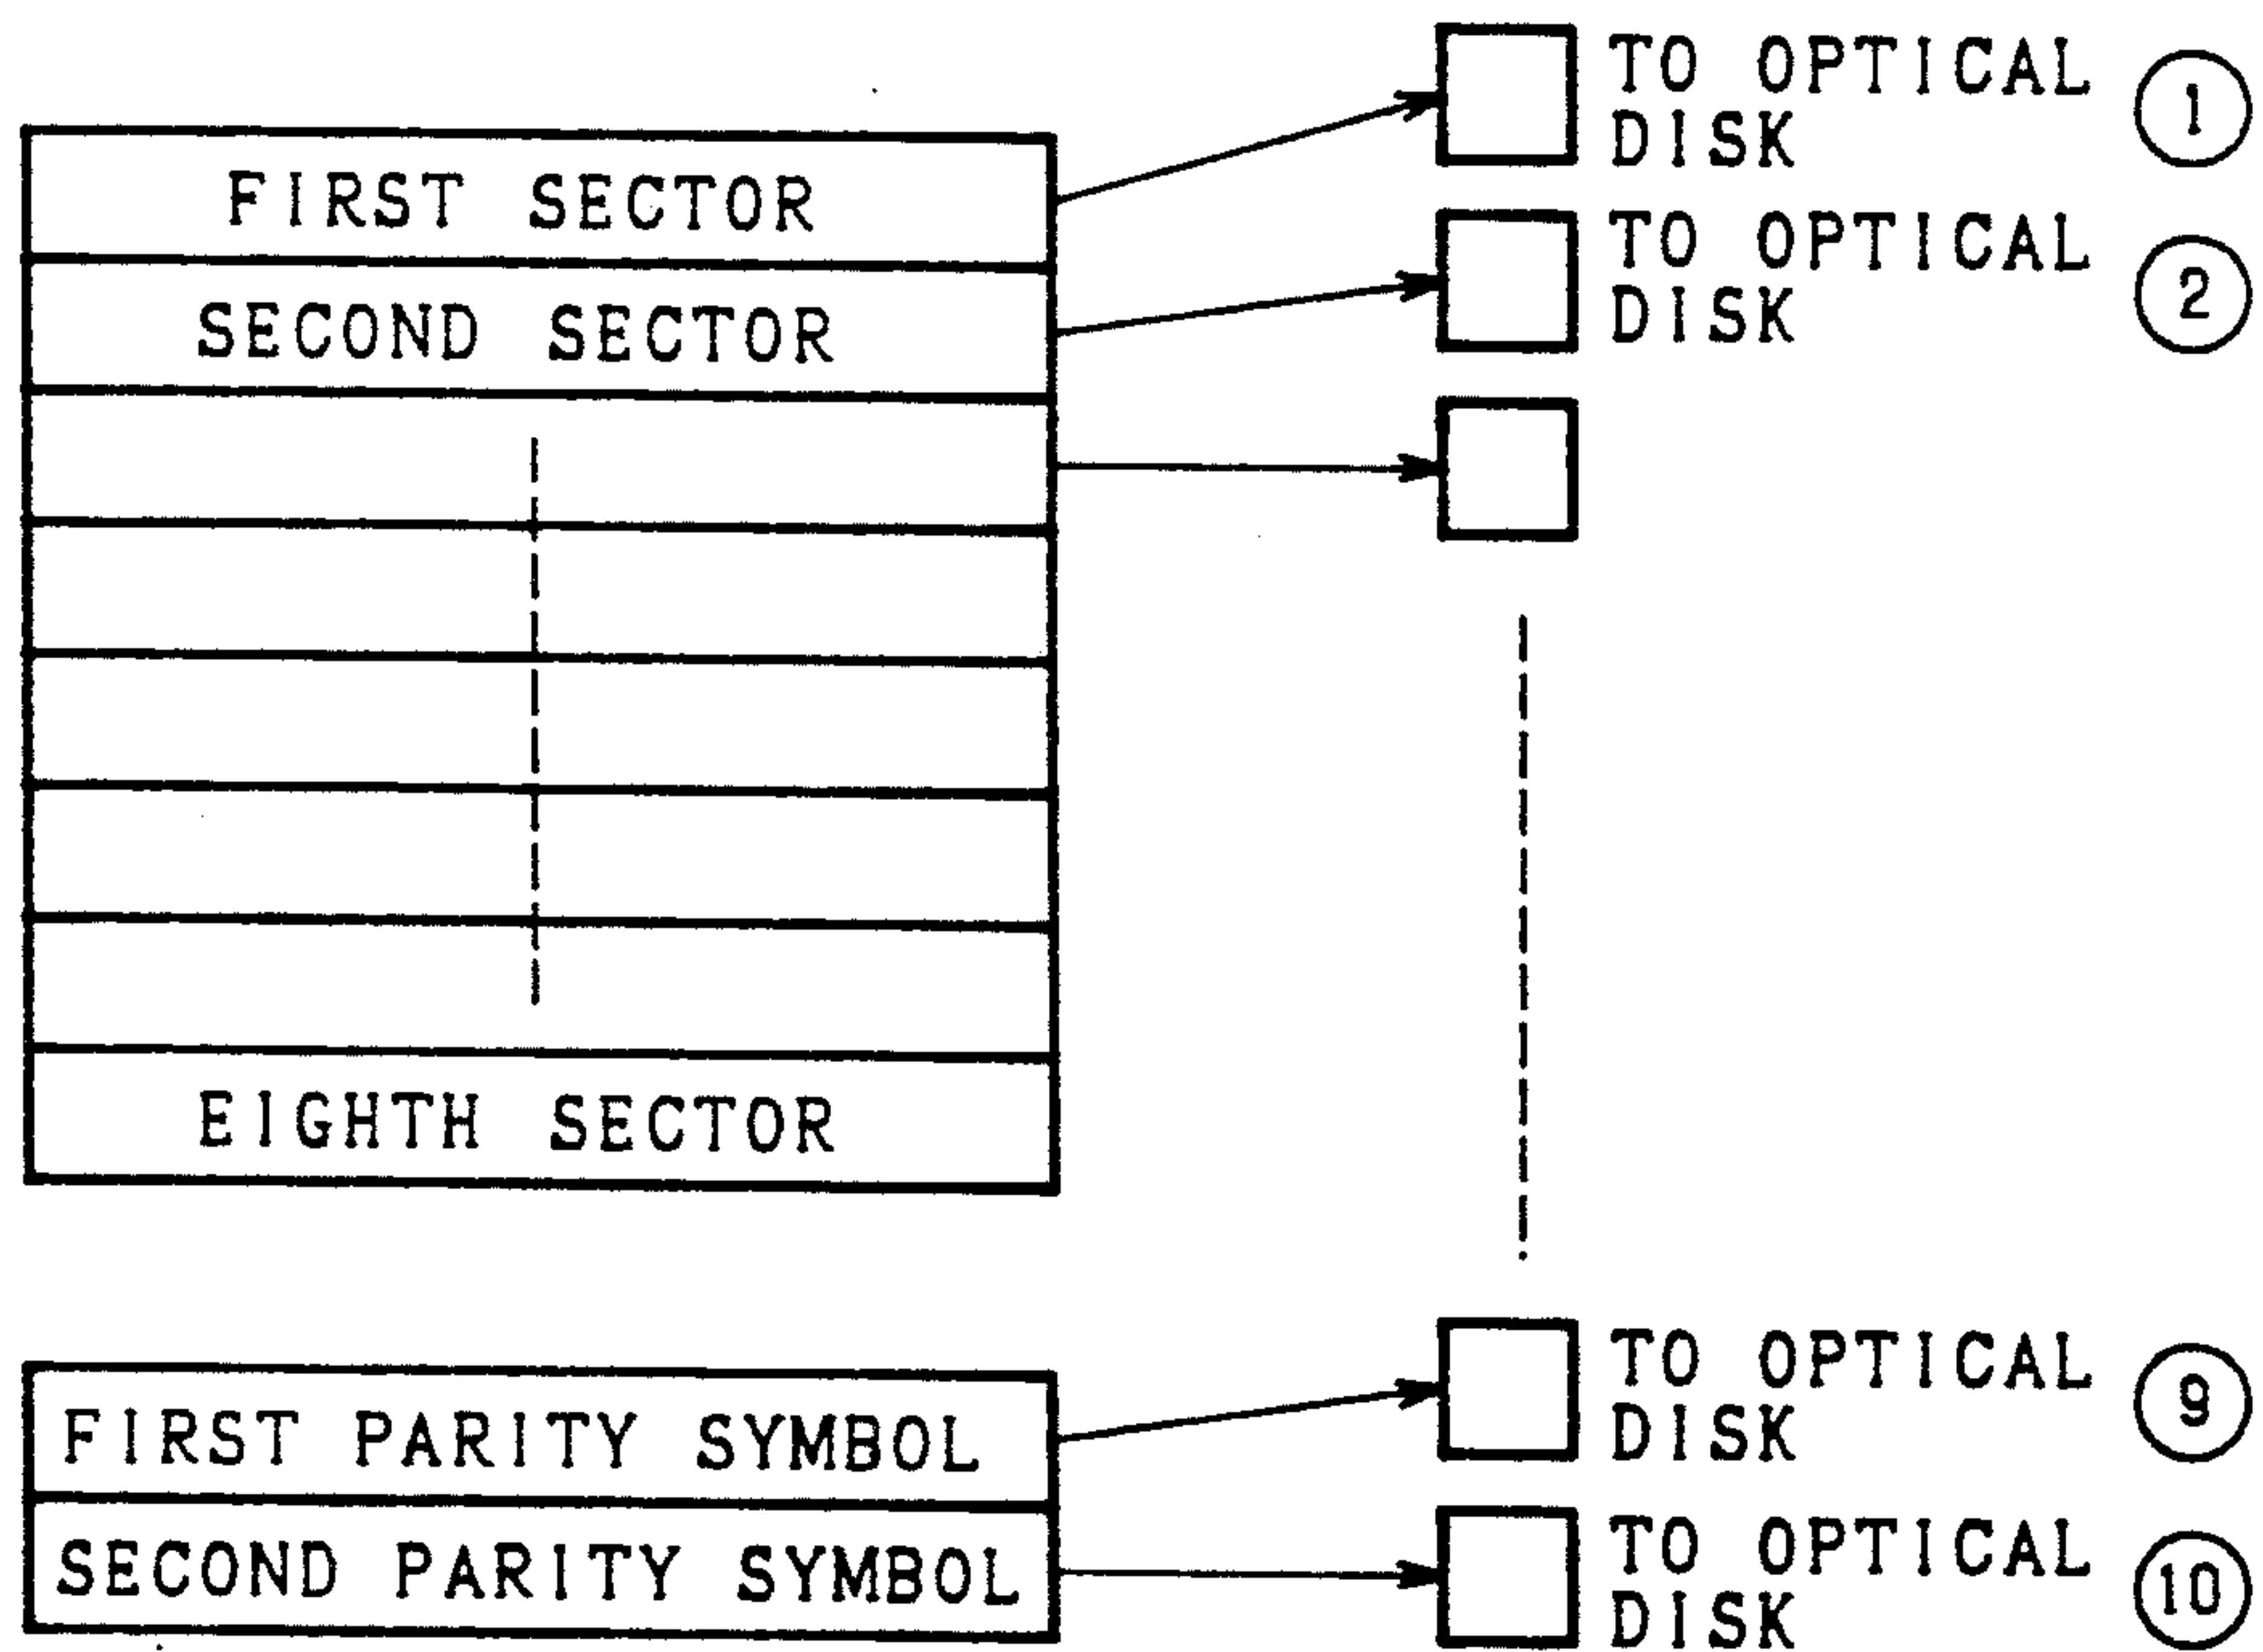 TO OPTICAL
DISK
1
FIRST SECTOR
TO OPTICAL
DISK
2
SECOND SECTOR
EIGHTH SECTOR
TO OPTICAL
DISK
9
FIRST PARITY SYMBOL
TO OPTICAL
DISK
10
SECOND PARITY SYMBOL